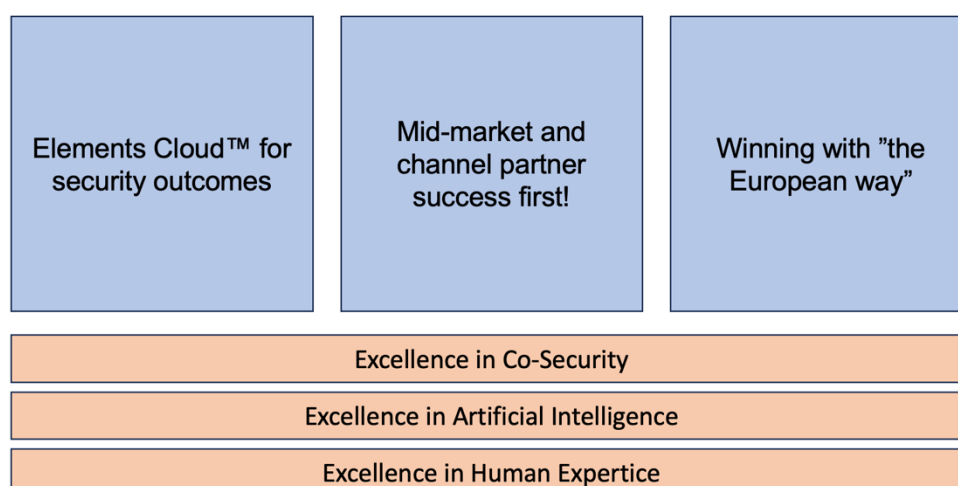 Elements Cloud™ for
security outcomes
Mid-market and
channel partner
success first!
Winning with ”the
European way”
Excellence in Co-Security
Excellence in Artificial Intelligence
Excellence in Human Expertice